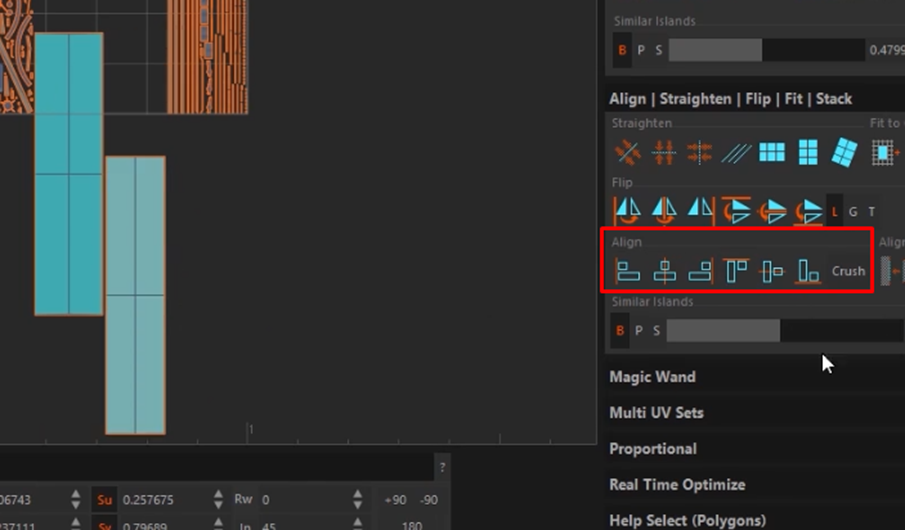 Similar Islands
B P S 0.4799
Align | Straighten | Flip | Fit | Stack
Straighten Fit to
Flip
L G T
Align Align
Crush
Similar Islands
B P S
Magic Wand
Multi UV Sets
Proportional
Real Time Optimize
Help Select (Polygons)
1
?
06743 Su 0.257675 Rw 0 +90 -90
237111 Sv 0.79689 In 45 180